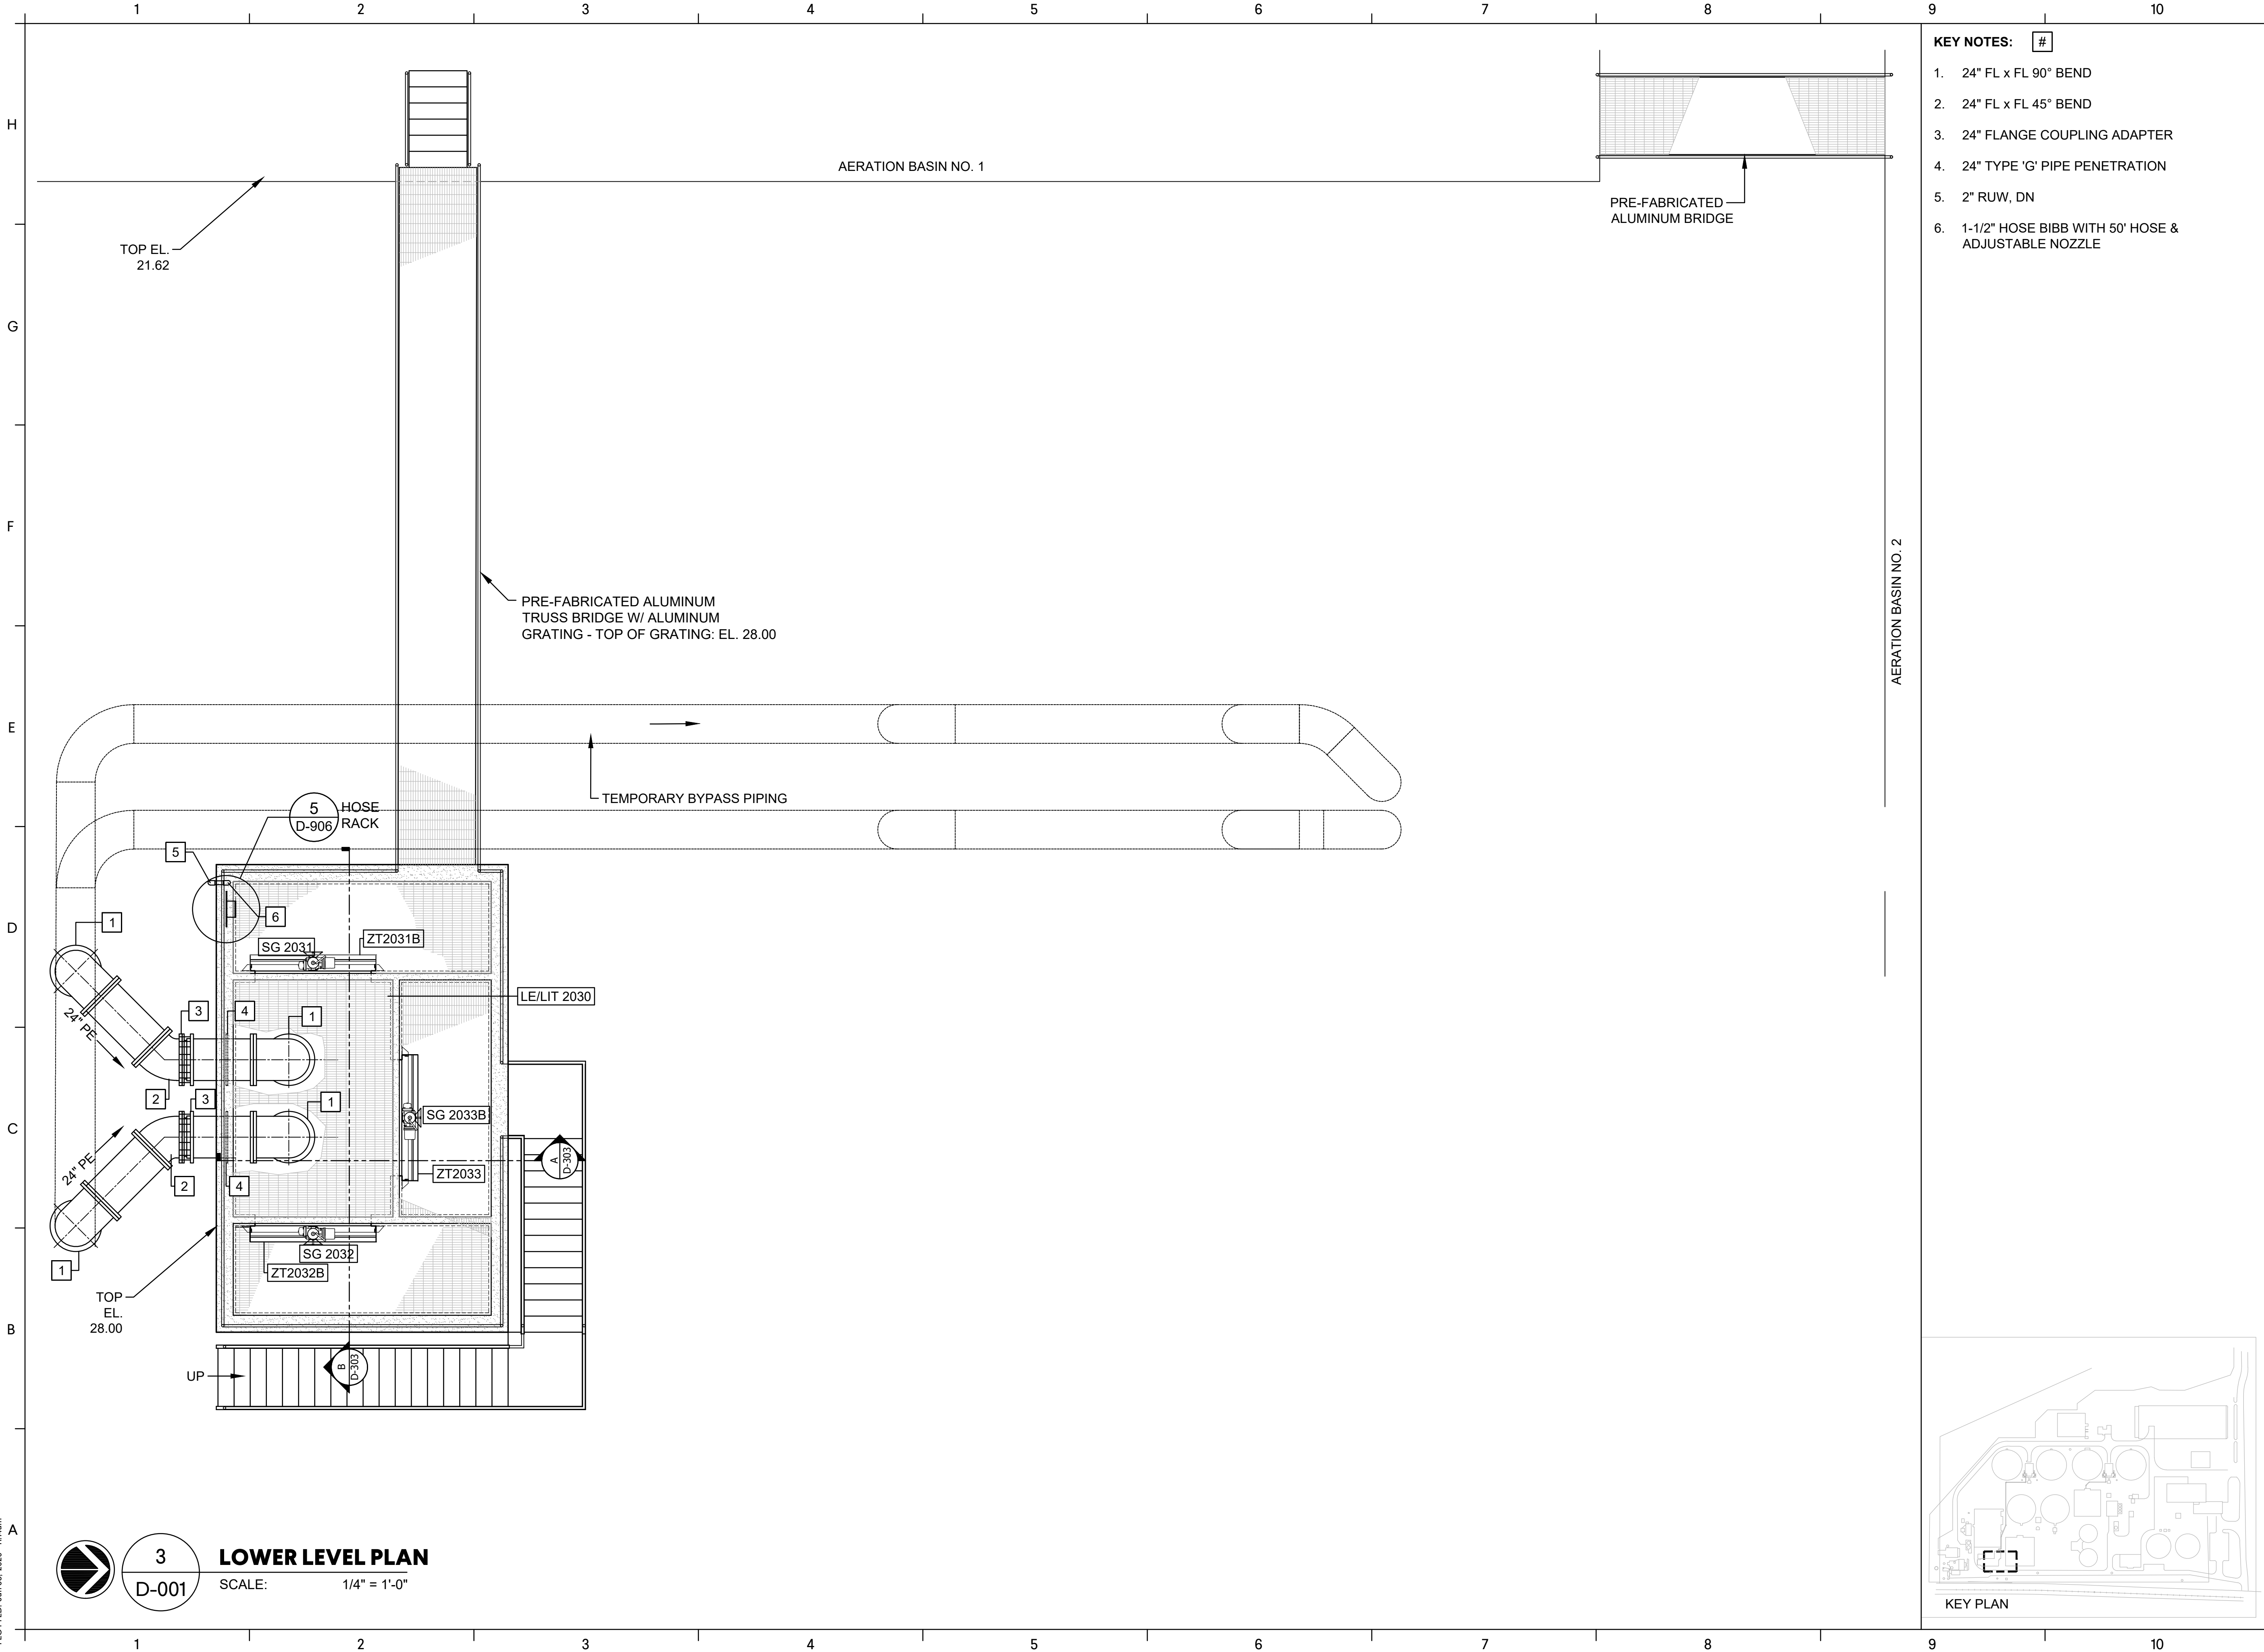 1 2 3 4 5 6 7 8 9 10
H
G
F
E
D
C
B
A
KEY NOTES: #
1. 24" FL x FL 90° BEND
2. 24" FL x FL 45° BEND
3. 24" FLANGE COUPLING ADAPTER
4. 24" TYPE 'G' PIPE PENETRATION
5. 2" RUW, DN
6. 1-1/2" HOSE BIBB WITH 50' HOSE &
ADJUSTABLE NOZZLE
AERATION BASIN NO. 1
PRE-FABRICATED
ALUMINUM BRIDGE
TOP EL.
21.62
AERATION BASIN NO. 2
PRE-FABRICATED ALUMINUM
TRUSS BRIDGE W/ ALUMINUM
GRATING - TOP OF GRATING: EL. 28.00
TEMPORARY BYPASS PIPING
5
D-906
HOSE
RACK
5
6
1
SG 2031
ZT2031B
LE/LIT 2030
3
4
1
24" PE
2
3
1
SG 2033B
A
D-303
24" PE
2
4
ZT2033
1
SG 2032
ZT2032B
TOP
EL.
28.00
UP
B
D-303
3
D-001
LOWER LEVEL PLAN
SCALE: 1/4" = 1'-0"
KEY PLAN
1 2 3 4 5 6 7 8 9 10